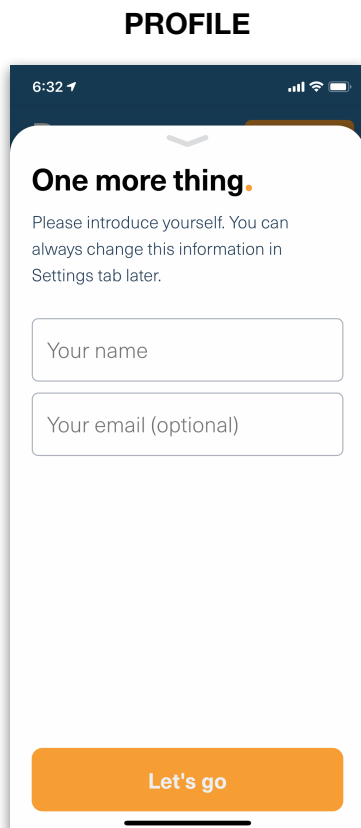 PROFILE
6:32
One more thing.
Please introduce yourself. You can
always change this information in
Settings tab later.
Your name
Your email (optional)
Let's go